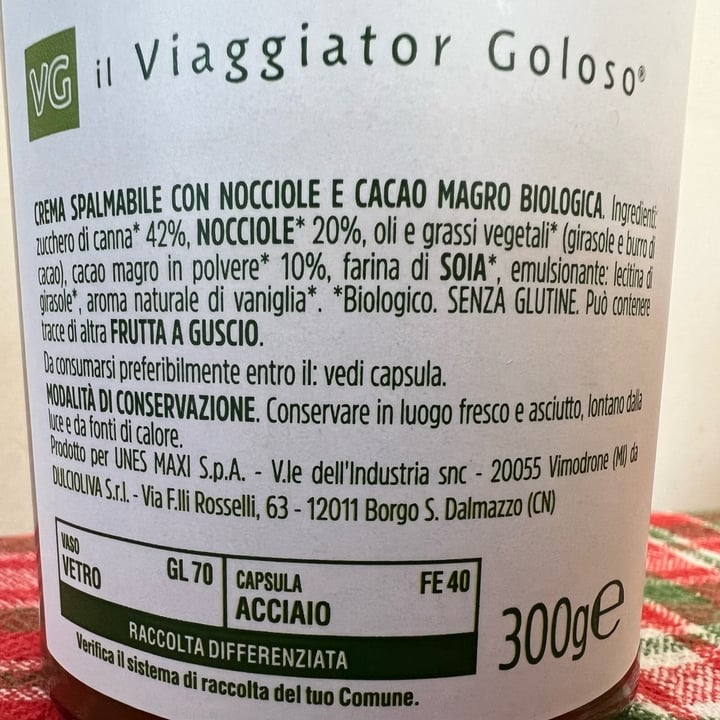 VG il Viaggiator Goloso®
CREMA SPALMABILE CON NOCCIOLE E CACAO MAGRO BIOLOGICA. Ingredienti:
zucchero di canna* 42%, NOCCIOLE* 20%, oli e grassi vegetali* (girasole e burro di
cacao), cacao magro in polvere* 10%, farina di SOIA*, emulsionante: lecitina di
girasole*, aroma naturale di vaniglia*. *Biologico. SENZA GLUTINE. Può contenere
tracce di altra FRUTTA A GUSCIO.
Da consumarsi preferibilmente entro il: vedi capsula.
MODALITÀ DI CONSERVAZIONE. Conservare in luogo fresco e asciutto, lontano dalla
luce e da fonti di calore.
Prodotto per UNES MAXI S.p.A. - V.le dell'Industria snc - 20055 Vimodrone (MI) da
DULCIOLIVA S.r.l. - Via F.lli Rosselli, 63 - 12011 Borgo S. Dalmazzo (CN)
VASO
VETRO GL 70
CAPSULA
ACCIAIO FE 40
RACCOLTA DIFFERENZIATA
Verifica il sistema di raccolta del tuo Comune.
300g e